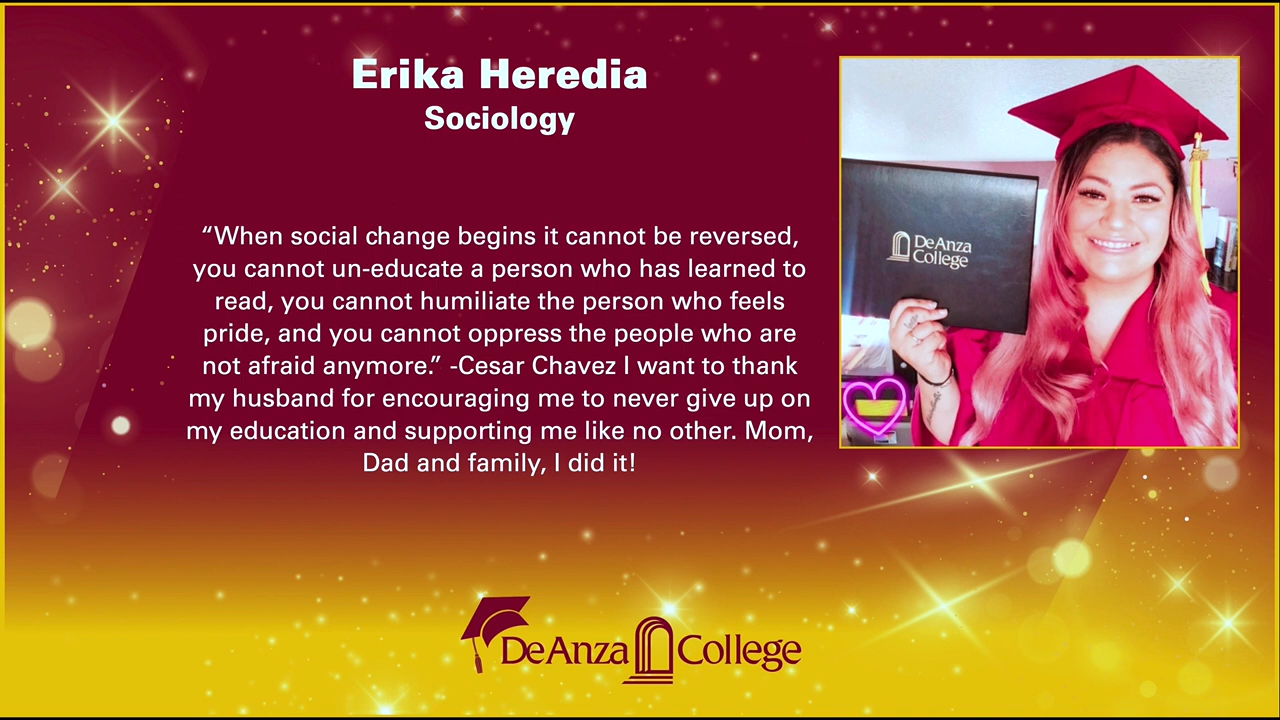 Erika Heredia
Sociology
“When social change begins it cannot be reversed,
you cannot un-educate a person who has learned to
read, you cannot humiliate the person who feels
pride, and you cannot oppress the people who are
not afraid anymore.” -Cesar Chavez I want to thank
my husband for encouraging me to never give up on
my education and supporting me like no other. Mom,
Dad and family, I did it!
DeAnza
College
DeAnza College